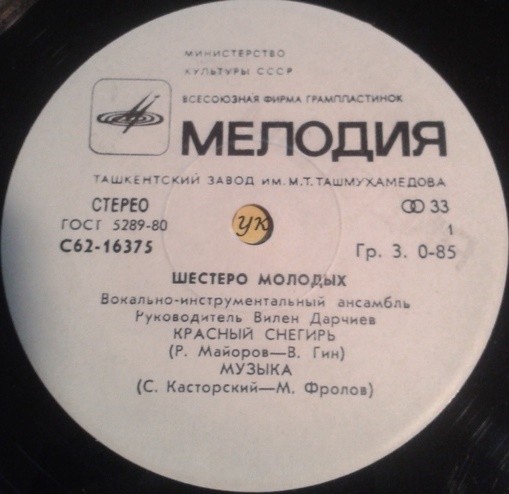 МИНИСТЕРСТВО
КУЛЬТУРЫ СССР
ВСЕСОЮЗНАЯ ФИРМА ГРАМПЛАСТИНОК
МЕЛОДИЯ
ТАШКЕНТСКИЙ ЗАВОД ИМ. М.Т. ТАШМУХАМЕДОВА
СТЕРЕО
ГОСТ 5289-80
С62-16375
ук
33
1
Гр. 3. 0-85
ШЕСТЕРО МОЛОДЫХ
Вокально-инструментальный ансамбль
Руководитель Вилен Дарчиев
КРАСНЫЙ СНЕГИРЬ
(Р. Майоров—В. Гин)
МУЗЫКА
(С. Касторский—М. Фролов)